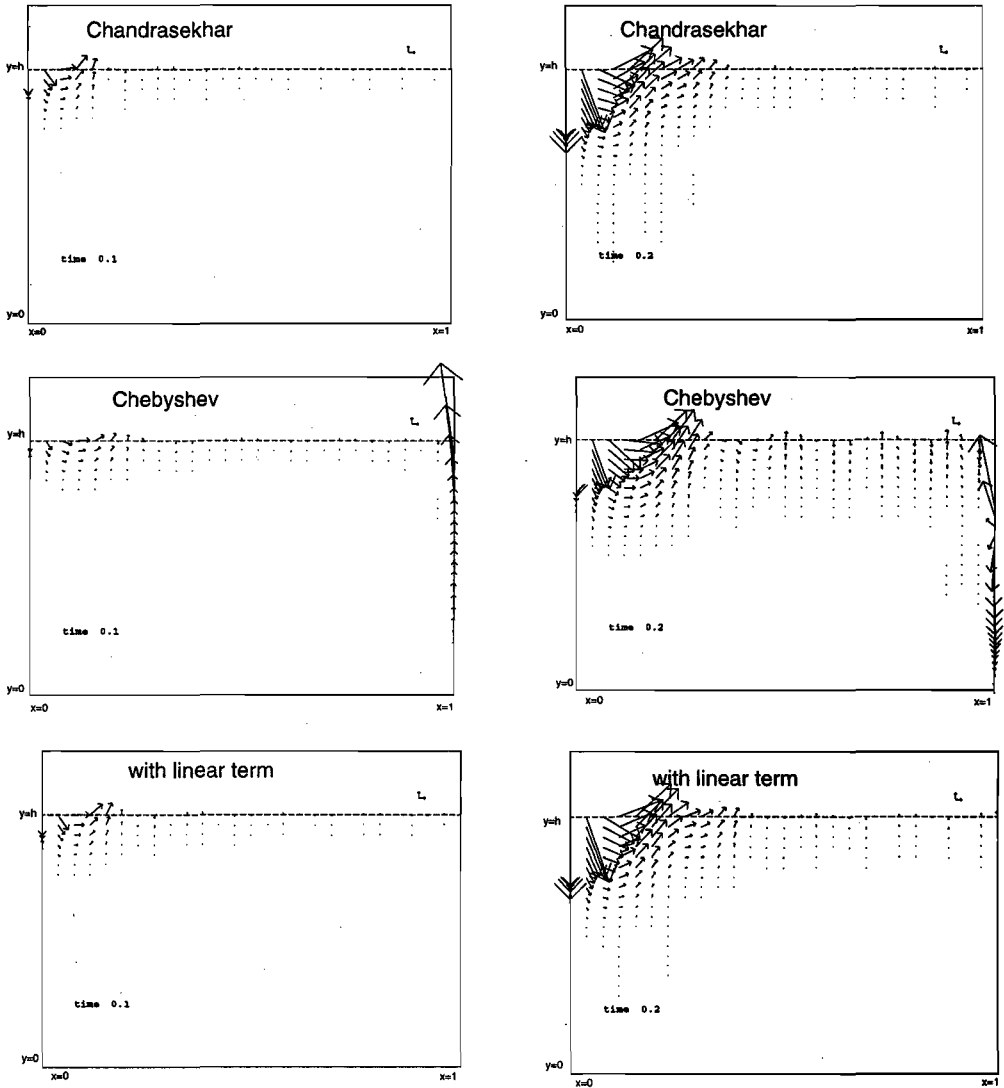 Chandrasekhar
y=h
time 0.1
y=0
x=0
x=1
Chandrasekhar
y=h
time 0.2
y=0
x=0
x=1
Chebyshev
y=h
time 0.1
y=0
x=0
x=1
Chebyshev
y=h
time 0.2
y=0
x=0
x=1
with linear term
y=h
time 0.1
y=0
x=0
x=1
with linear term
y=h
time 0.2
y=0
x=0
x=1